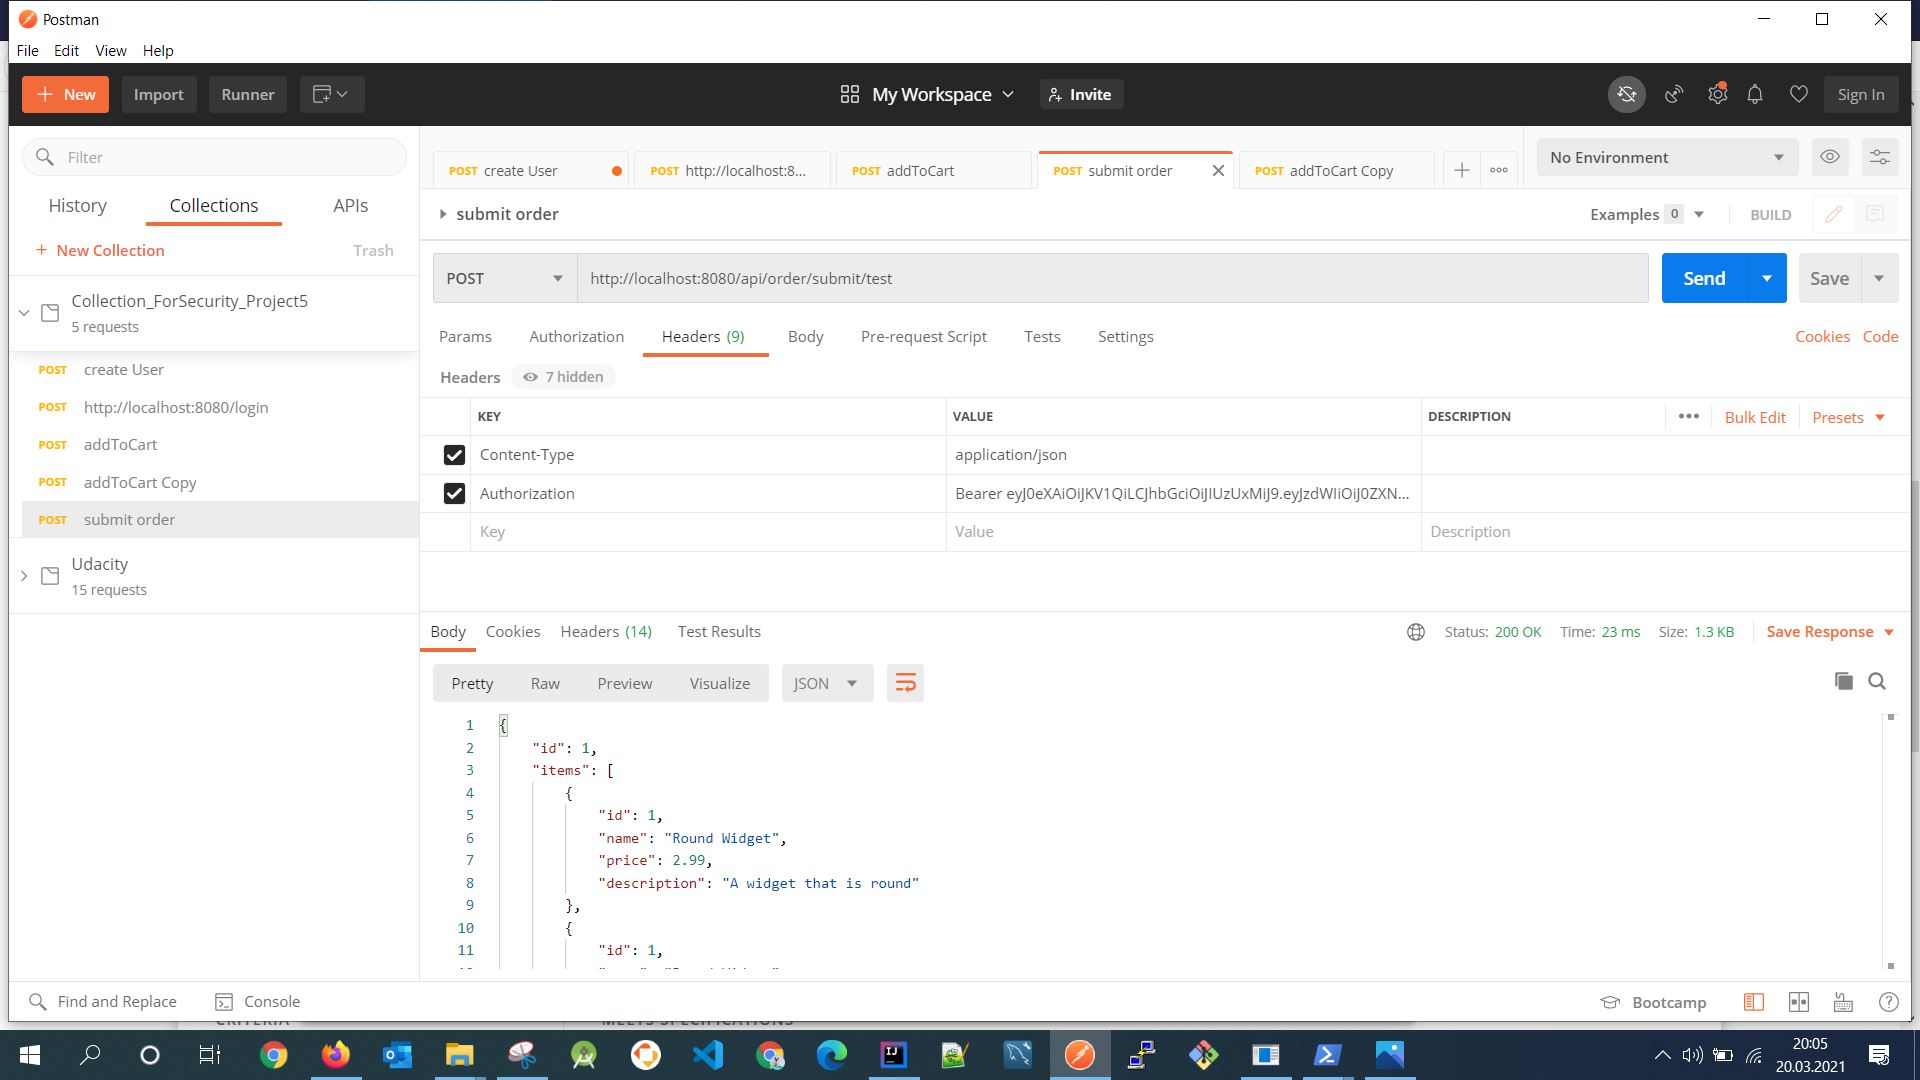 Postman
File Edit View Help
New Import Runner My Workspace Invite Sign In
Filter
History Collections APIs
+ New Collection Trash
Collection_ForSecurity_Project5
5 requests
POST create User
POST http://localhost:8080/login
POST addToCart
POST addToCart Copy
POST submit order
Udacity
15 requests
POST create User POST http://localhost:8... POST addToCart POST submit order POST addToCart Copy No Environment
submit order Examples 0 BUILD
POST http://localhost:8080/api/order/submit/test Send Save
Params Authorization Headers (9) Body Pre-request Script Tests Settings Cookies Code
Headers 7 hidden
KEY VALUE DESCRIPTION Bulk Edit Presets
Content-Type application/json
Authorization Bearer eyJ0eXAiOiJKV1QiLCJhbGciOiJIUzUxMiJ9.eyJzdWIiOiJ0ZXN...
Key Value Description
Body Cookies Headers (14) Test Results Status: 200 OK Time: 23 ms Size: 1.3 KB Save Response
Pretty Raw Preview Visualize JSON
1 {
2 "id": 1,
3 "items": [
4 {
5 "id": 1,
6 "name": "Round Widget",
7 "price": 2.99,
8 "description": "A widget that is round"
9 },
10 {
11 "id": 1,
Find and Replace Console Bootcamp
20:05
20.03.2021